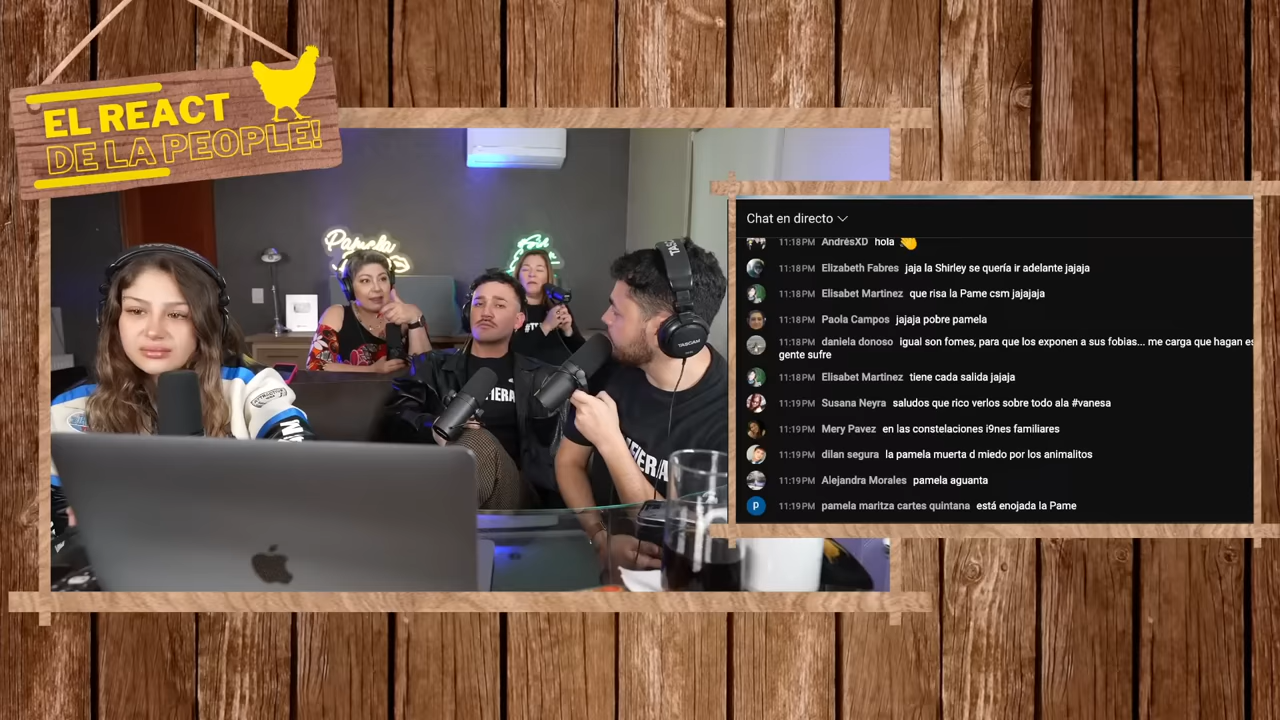 EL REACT
DE LA PEOPLE!
Pamela
TASCAM
FIERA
FIERA
Chat en directo
11:18PM AndrésXD hola
11:18PM Elizabeth Fabres jaja la Shirley se quería ir adelante jajaja
11:18PM Elisabet Martinez que risa la Pame csm jajajaja
11:18PM Paola Campos jajaja pobre pamela
11:18PM daniela donoso igual son fomes, para que los exponen a sus fobias... me carga que hagan es
gente sufre
11:18PM Elisabet Martinez tiene cada salida jajaja
11:19PM Susana Neyra saludos que rico verlos sobre todo ala #vanesa
11:19PM Mery Pavez en las constelaciones i9nes familiares
11:19PM dilan segura la pamela muerta d miedo por los animalitos
11:19PM Alejandra Morales pamela aguanta
P
11:19PM pamela maritza cartes quintana está enojada la Pame